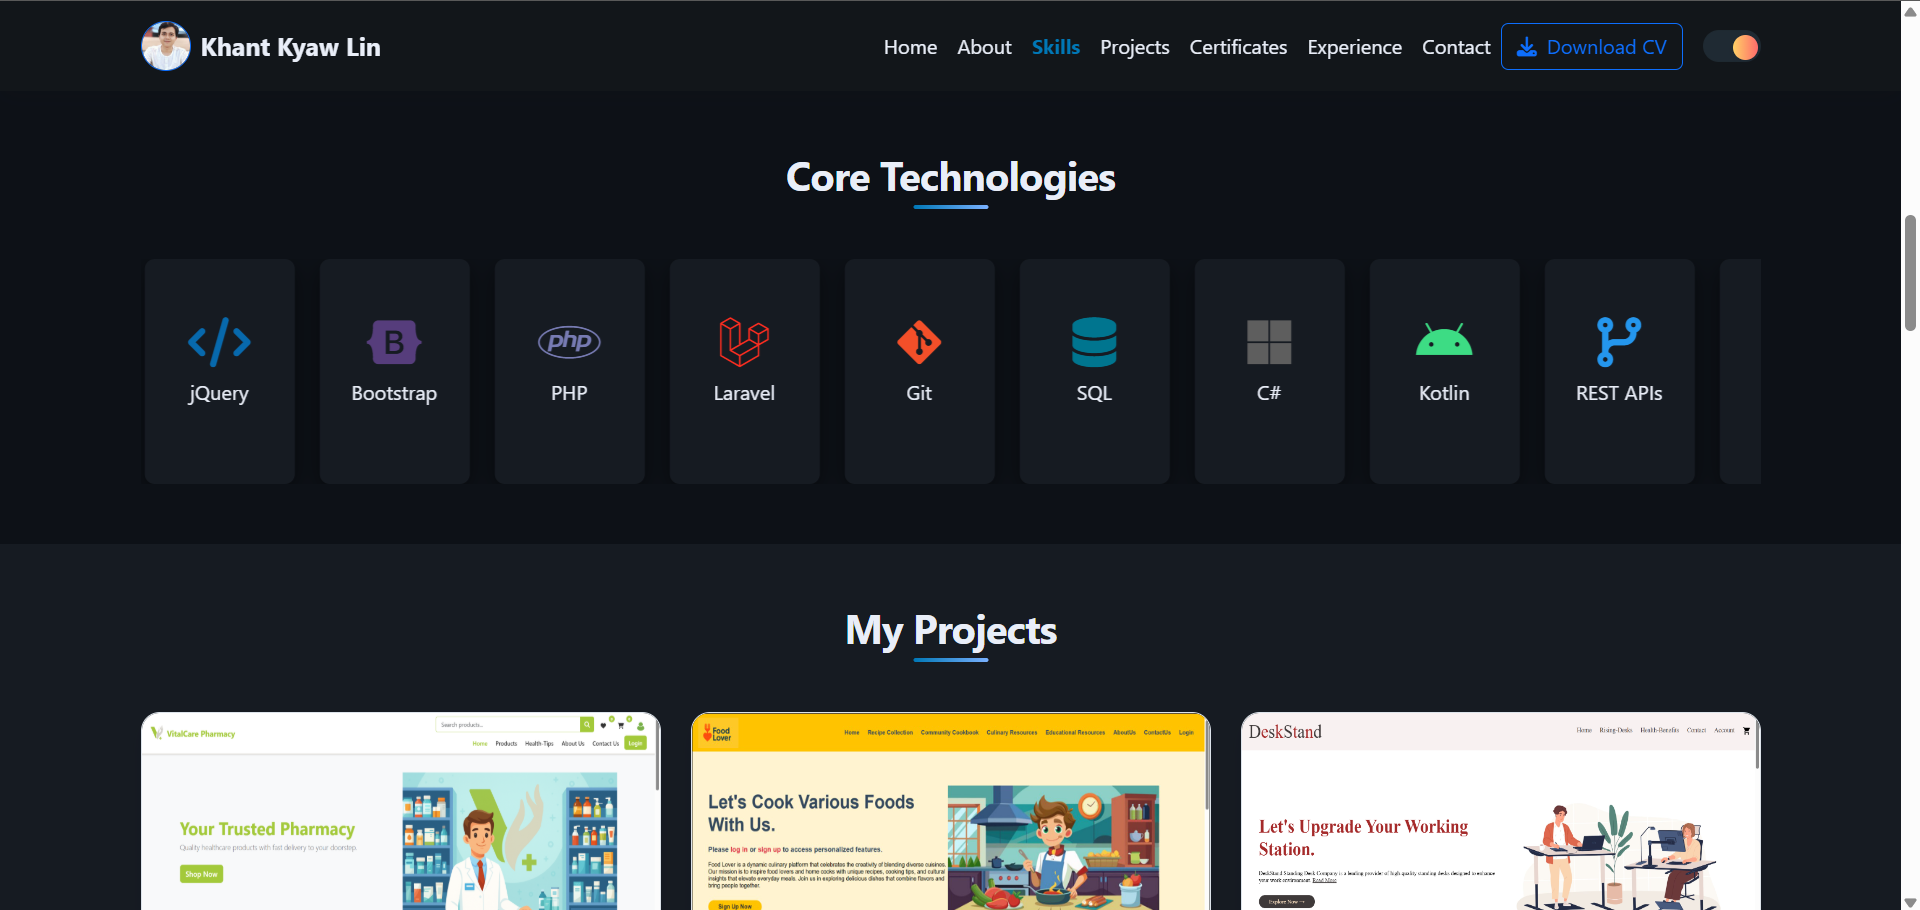 Khant Kyaw Lin
Home About Skills Projects Certificates Experience Contact Download CV
Core Technologies
jQuery Bootstrap PHP Laravel Git SQL C# Kotlin REST APIs
My Projects
VitalCare Pharmacy
Search products...
Home Products Health-Tips About Us Contact Us Login
Your Trusted Pharmacy
Quality healthcare products with fast delivery to your doorstep.
Shop Now
Food
Lover
Home Recipe Collection Community Cookbook Culinary Resources Educational Resources AboutUs ContactUs Login
Let's Cook Various Foods
With Us.
Please log in or sign up to access personalized features.
Food Lover is a dynamic culinary platform that celebrates the creativity of blending diverse cuisines.
Our mission is to inspire food lovers and home cooks with unique recipes, cooking tips, and cultural
insights that elevate everyday meals. Join us in exploring delicious dishes that combine flavors and
bring people together.
Sign Up Now
DeskStand
Home Rising-Desks Health-Benefits Contact Account
Let's Upgrade Your Working
Station.
DeskStand Standing Desk Company is a leading provider of high quality standing desks designed to enhance
your work environment. Read More
Explore Now →